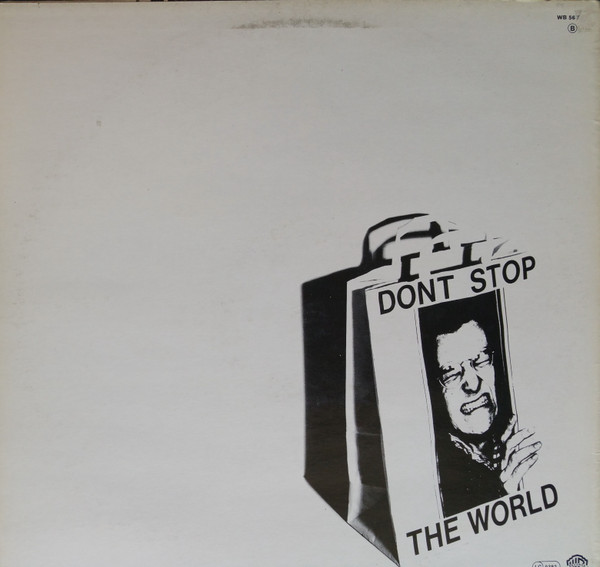 WB 56
B
DONT STOP
THE WORLD